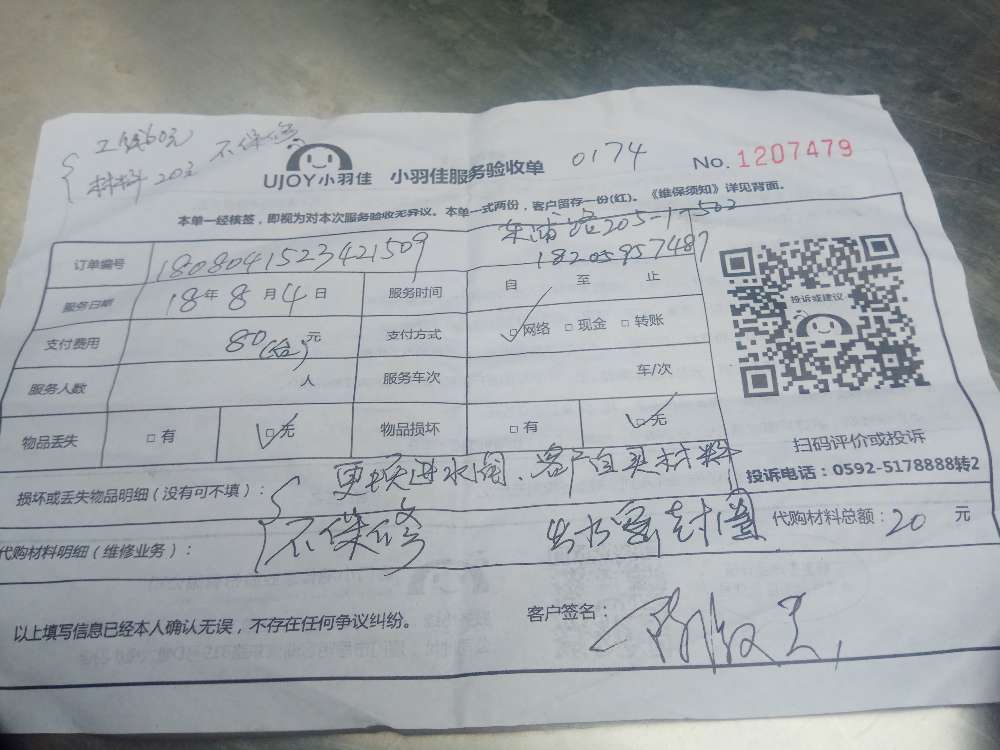 工钱60元
材料20元 不保修
UJOY小羽佳 小羽佳服务验收单 0174 No. 1207479
本单一经核签，即视为对本次服务验收无异议。本单一式两份，客户留存一份(红)。《维保须知》详见背面。
205-1-502
订单编号 1808041523421509 18205957487
服务日期 18年8月4日 服务时间 自 至 止
支付费用 80 元 支付方式 ☑网络 □现金 □转账
投诉或建议
服务人数 人 服务车次 车/次
物品丢失 □有 ☑无 物品损坏 □有 ☑无
扫码评价或投诉
投诉电话：0592-5178888转2
损坏或丢失物品明细（没有可不填）： 更换进水阀、客户自买材料
代购材料明细（维修业务）： 不保修 出水密封圈 代购材料总额：20 元
以上填写信息已经本人确认无误，不存在任何争议纠纷。 客户签名：